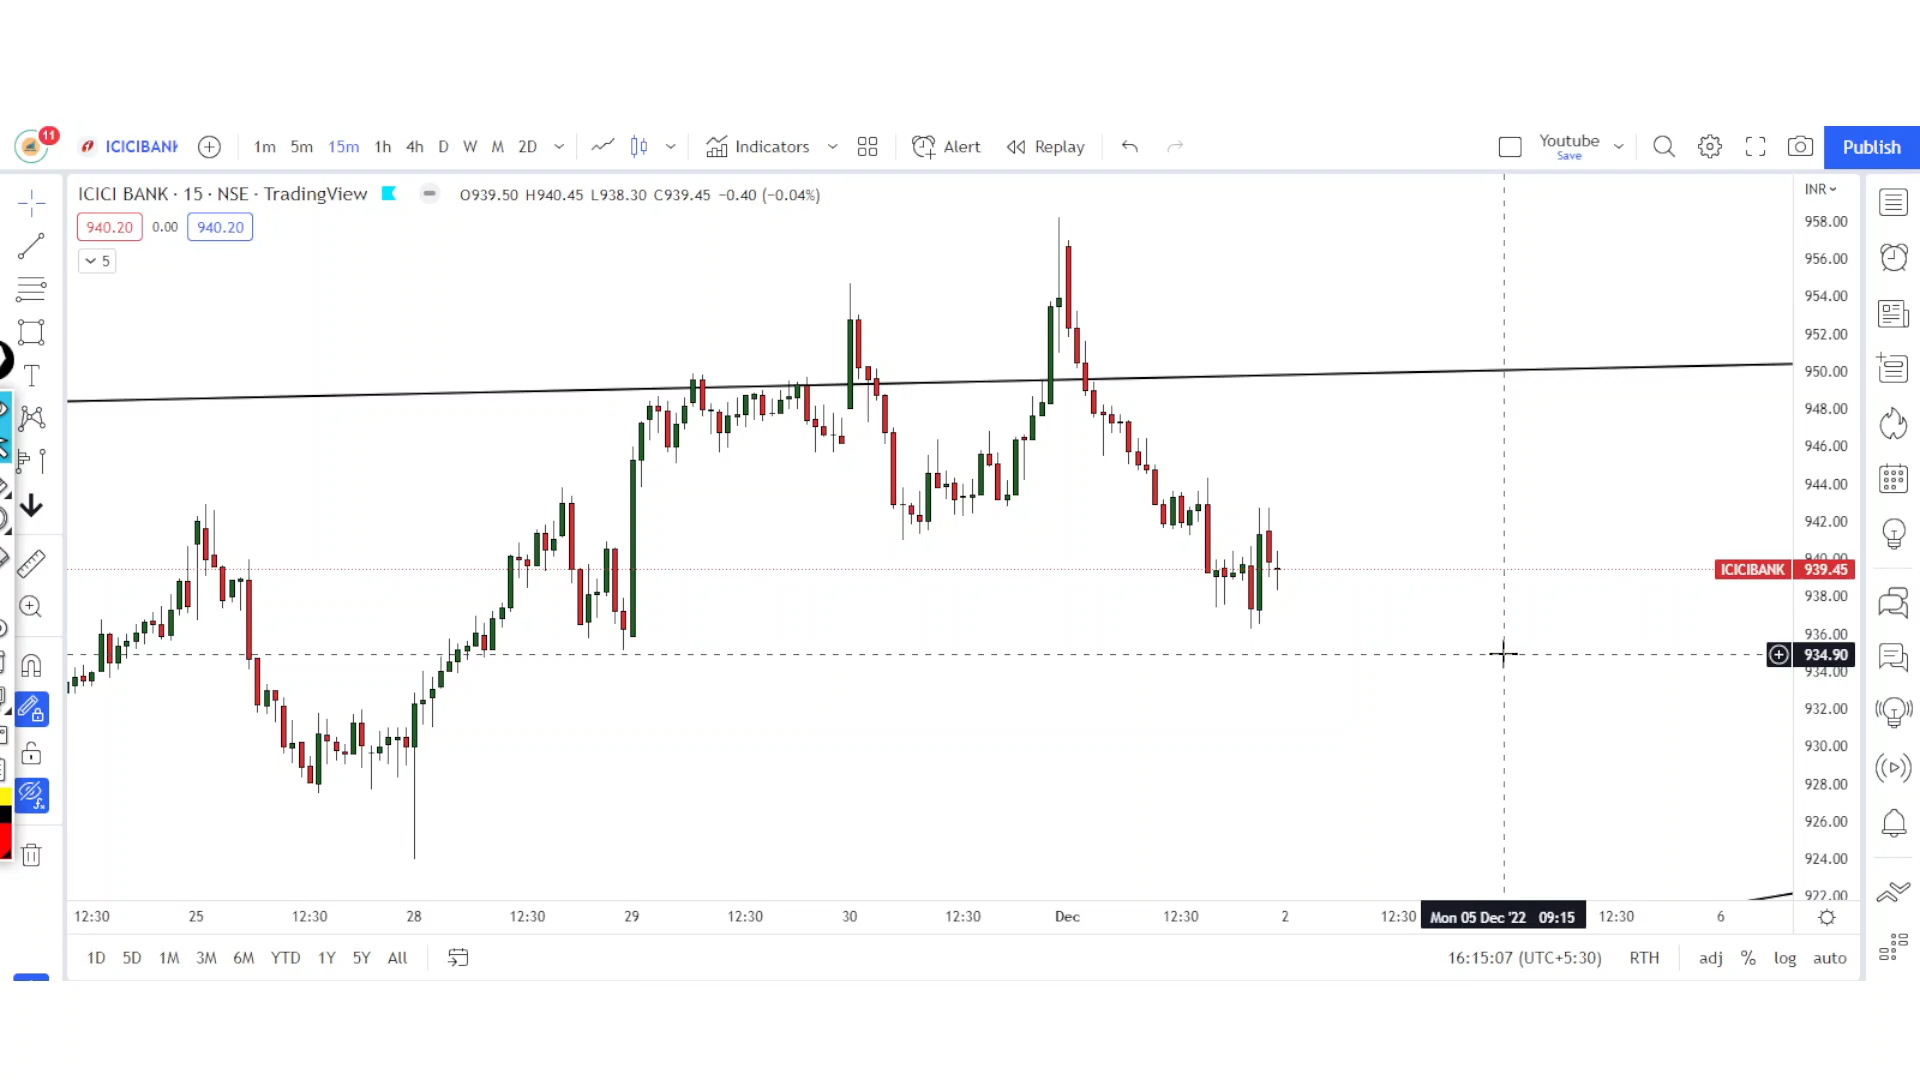 11
ICICIBANK
1m 5m 15m 1h 4h D W M 2D
Indicators
Alert
Replay
Youtube
Save
Publish
ICICI BANK · 15 · NSE · TradingView
O939.50 H940.45 L938.30 C939.45 −0.40 (−0.04%)
940.20 0.00 940.20
5
INR
958.00
956.00
954.00
952.00
950.00
948.00
946.00
944.00
942.00
940.00
ICICIBANK 939.45
938.00
936.00
934.90
934.00
932.00
930.00
928.00
926.00
924.00
922.00
12:30 25 12:30 28 12:30 29 12:30 30 12:30 Dec 12:30 2 12:30 Mon 05 Dec '22 09:15 12:30 6
1D 5D 1M 3M 6M YTD 1Y 5Y All
16:15:07 (UTC+5:30) RTH adj % log auto